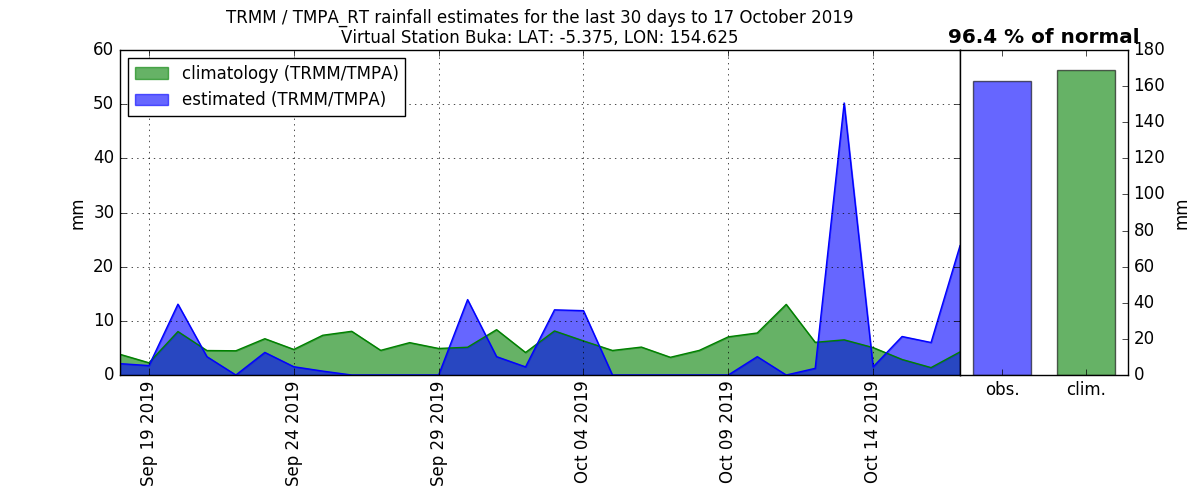 TRMM / TMPA_RT rainfall estimates for the last 30 days to 17 October 2019
Virtual Station Buka: LAT: -5.375, LON: 154.625
96.4 % of normal
climatology (TRMM/TMPA)
estimated (TRMM/TMPA)
60
50
40
30
20
10
0
mm
Sep 19 2019
Sep 24 2019
Sep 29 2019
Oct 04 2019
Oct 09 2019
Oct 14 2019
180
160
140
120
100
80
60
40
20
0
mm
obs.
clim.